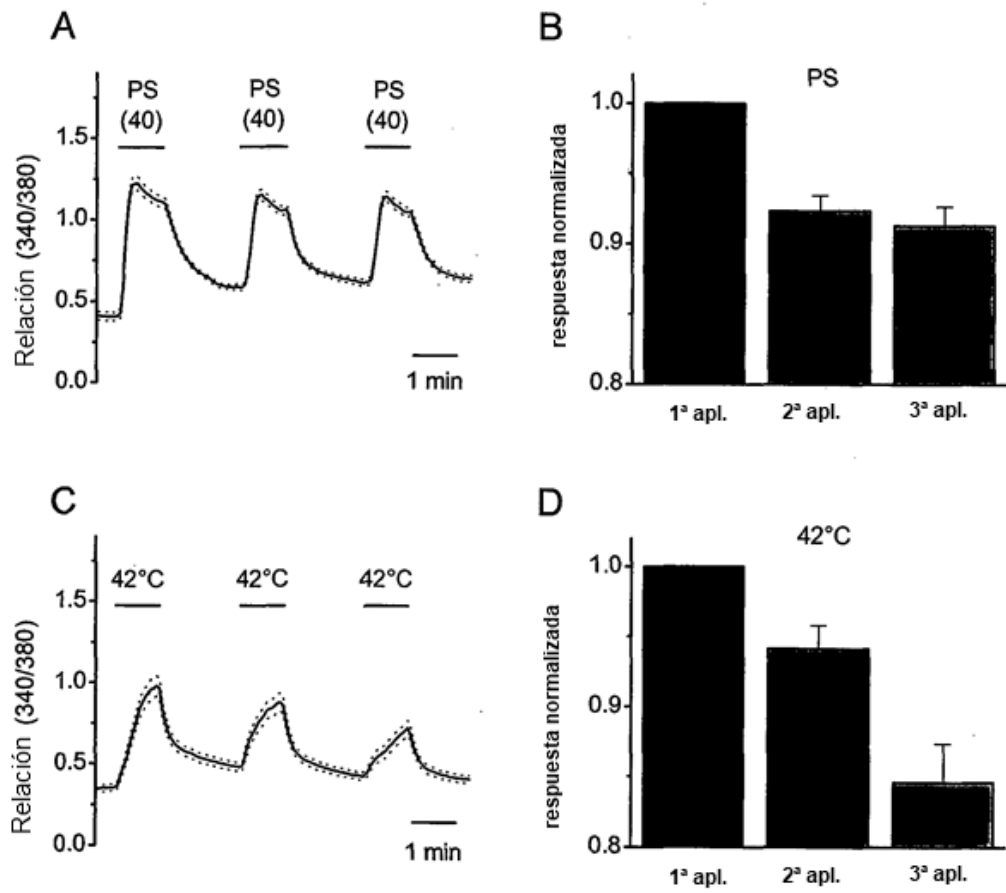 A
PS
(40)
PS
(40)
PS
(40)
1.5
1.0
0.5
0.0
Relación (340/380)
1 min
B
PS
1.0
0.9
0.8
respuesta normalizada
1ª apl.
2ª apl.
3ª apl.
C
42°C
42°C
42°C
1.5
1.0
0.5
0.0
Relación (340/380)
1 min
D
42°C
1.0
0.9
0.8
respuesta normalizada
1ª apl.
2ª apl.
3ª apl.